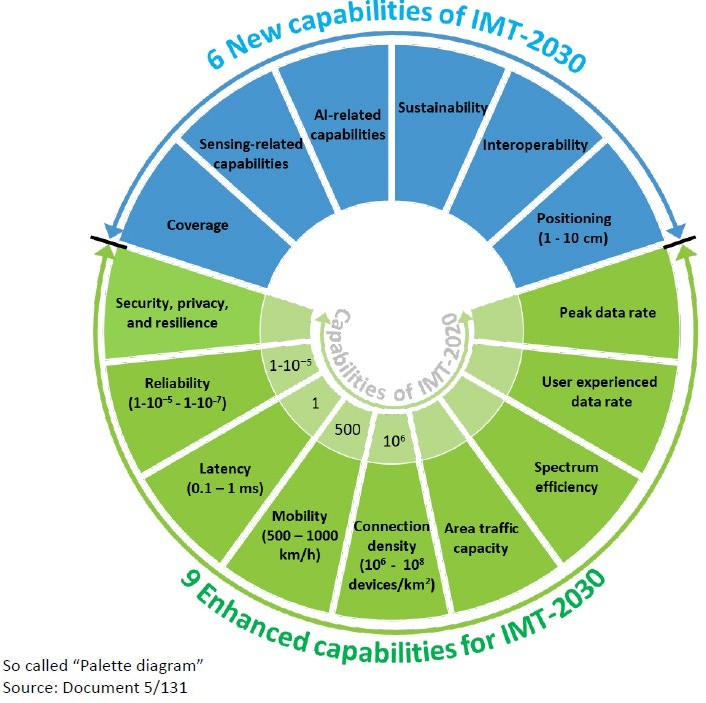 6 New capabilities of IMT-2030
Coverage
Sensing-related
capabilities
AI-related
capabilities
Sustainability
Interoperability
Positioning
(1 - 10 cm)
Security, privacy,
and resilience
Reliability
(1-10⁻⁵ - 1-10⁻⁷)
Latency
(0.1 – 1 ms)
Mobility
(500 – 1000
km/h)
Connection
density
(10⁶ - 10⁸
devices/km²)
Area traffic
capacity
Spectrum
efficiency
User experienced
data rate
Peak data rate
1-10⁻⁵
1
500
10⁶
Capabilities of IMT-2020
9 Enhanced capabilities for IMT-2030
So called “Palette diagram”
Source: Document 5/131